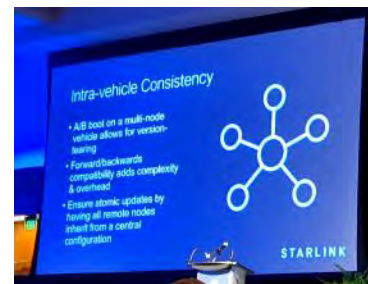 Intra-vehicle Consistency
• A/B boot on a multi-node
vehicle allows for version-
tearing
• Forward/backwards
compatibility adds complexity
& overhead
• Ensure atomic updates by
having all remote nodes
inherit from a central
configuration
STARLINK